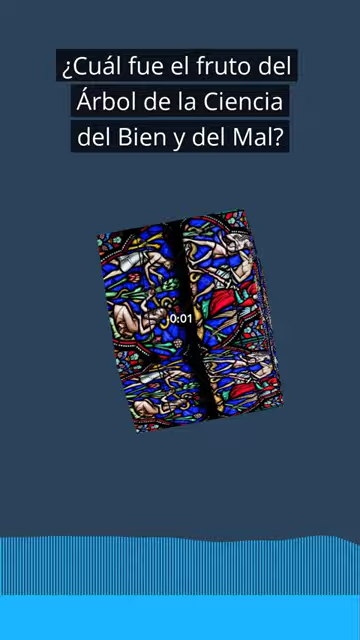 ¿Cuál fue el fruto del
Árbol de la Ciencia
del Bien y del Mal?
0:01